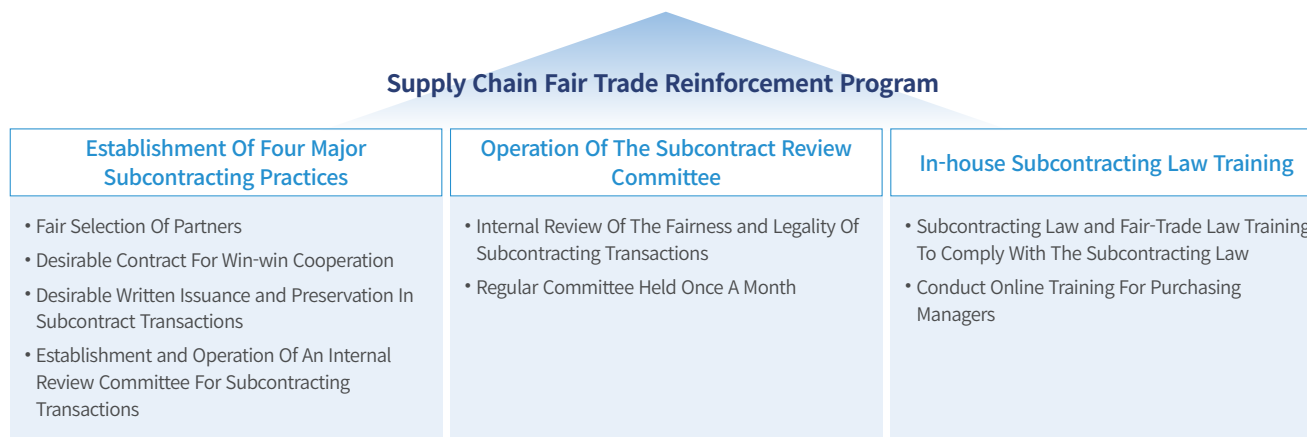 Supply Chain Fair Trade Reinforcement Program
Establishment Of Four Major
Subcontracting Practices
• Fair Selection Of Partners
• Desirable Contract For Win-win Cooperation
• Desirable Written Issuance and Preservation In
Subcontract Transactions
• Establishment and Operation Of An Internal
Review Committee For Subcontracting
Transactions
Operation Of The Subcontract Review
Committee
• Internal Review Of The Fairness and Legality Of
Subcontracting Transactions
• Regular Committee Held Once A Month
In-house Subcontracting Law Training
• Subcontracting Law and Fair-Trade Law Training
To Comply With The Subcontracting Law
• Conduct Online Training For Purchasing
Managers